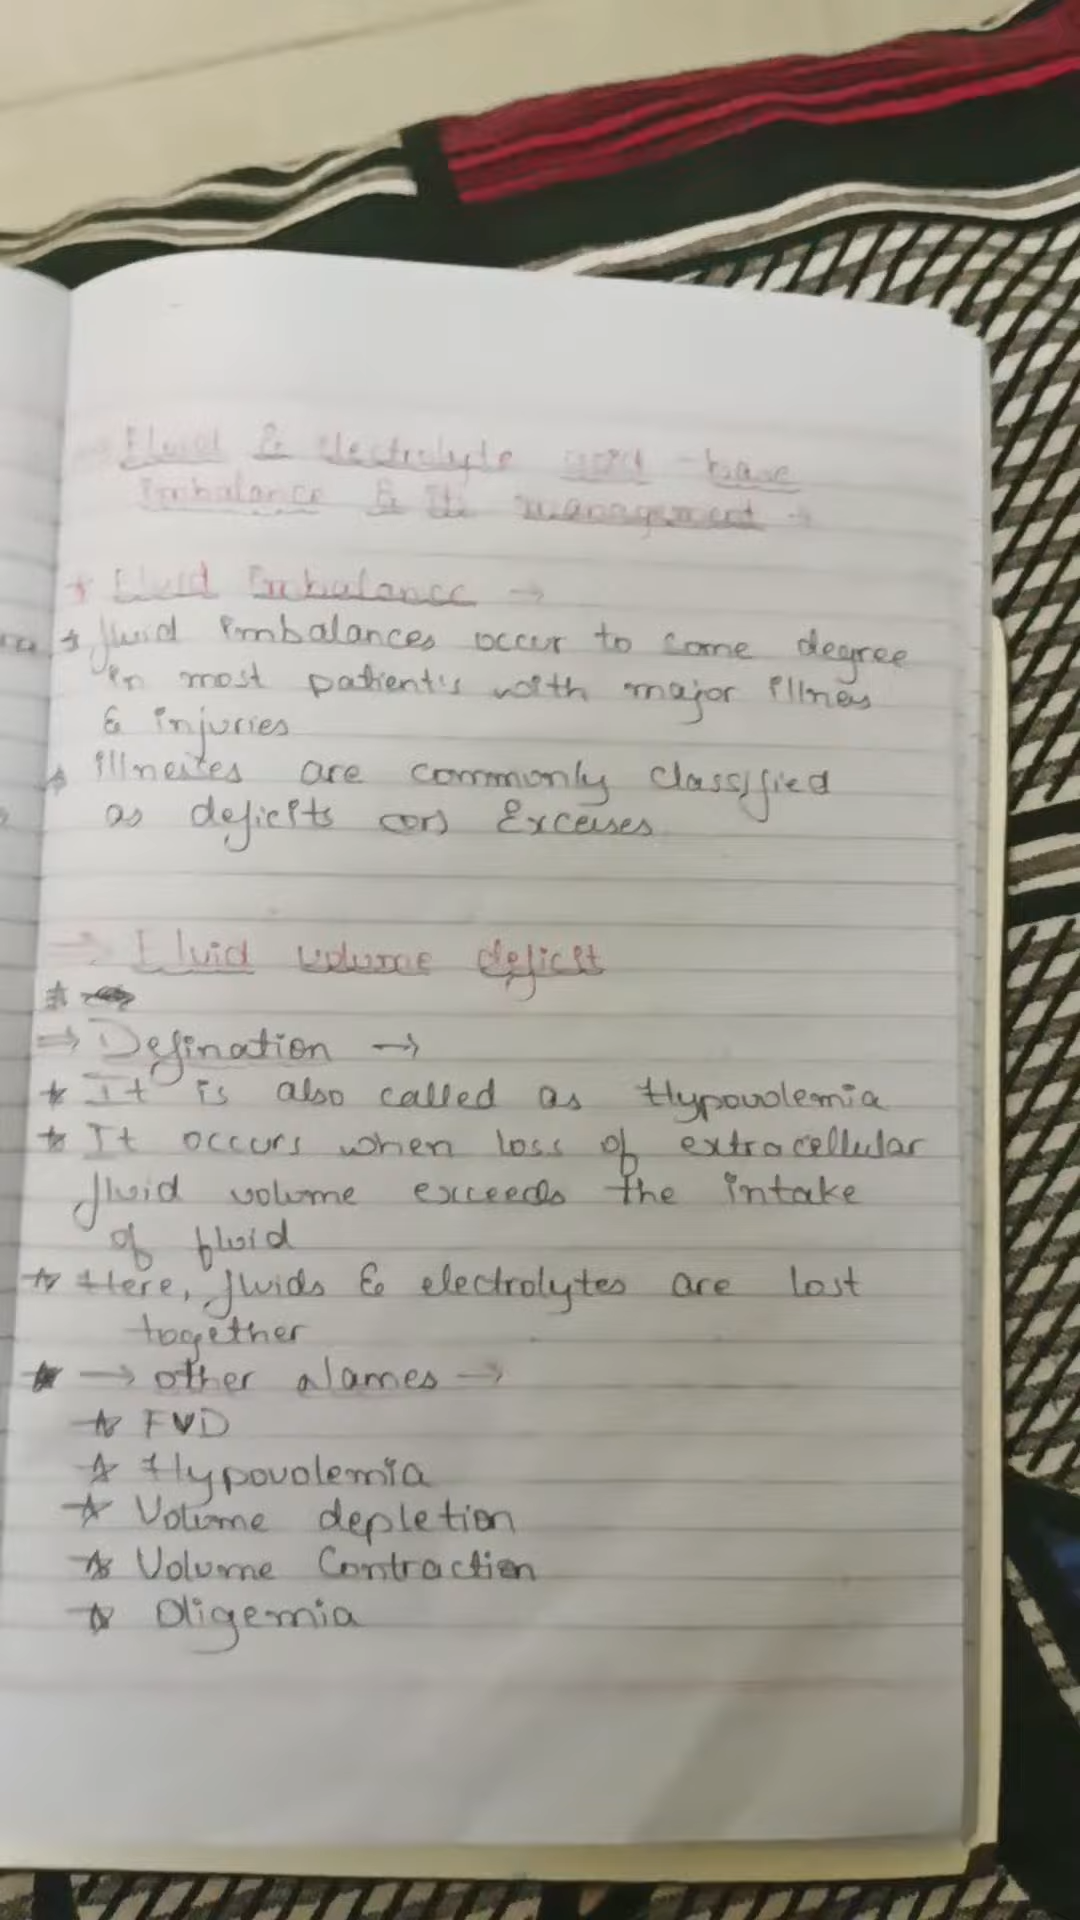 Fluid & electrolyte acid-base
Imbalance & its management →
* Fluid Imbalance →
* fluid imbalances occur to some degree
in most patient's with major illness
& injuries
* illnesses are commonly classified
as deficits (or) Excesses
→ Fluid volume deficit
*
⇒ Defination →
* It is also called as Hypovolemia
* It occurs when loss of extracellular
fluid volume exceeds the intake
of fluid
* Here, fluids & electrolytes are lost
together
* → other Names →
* FVD
* Hypovolemia
* Volume depletion
* Volume Contraction
* Oligemia